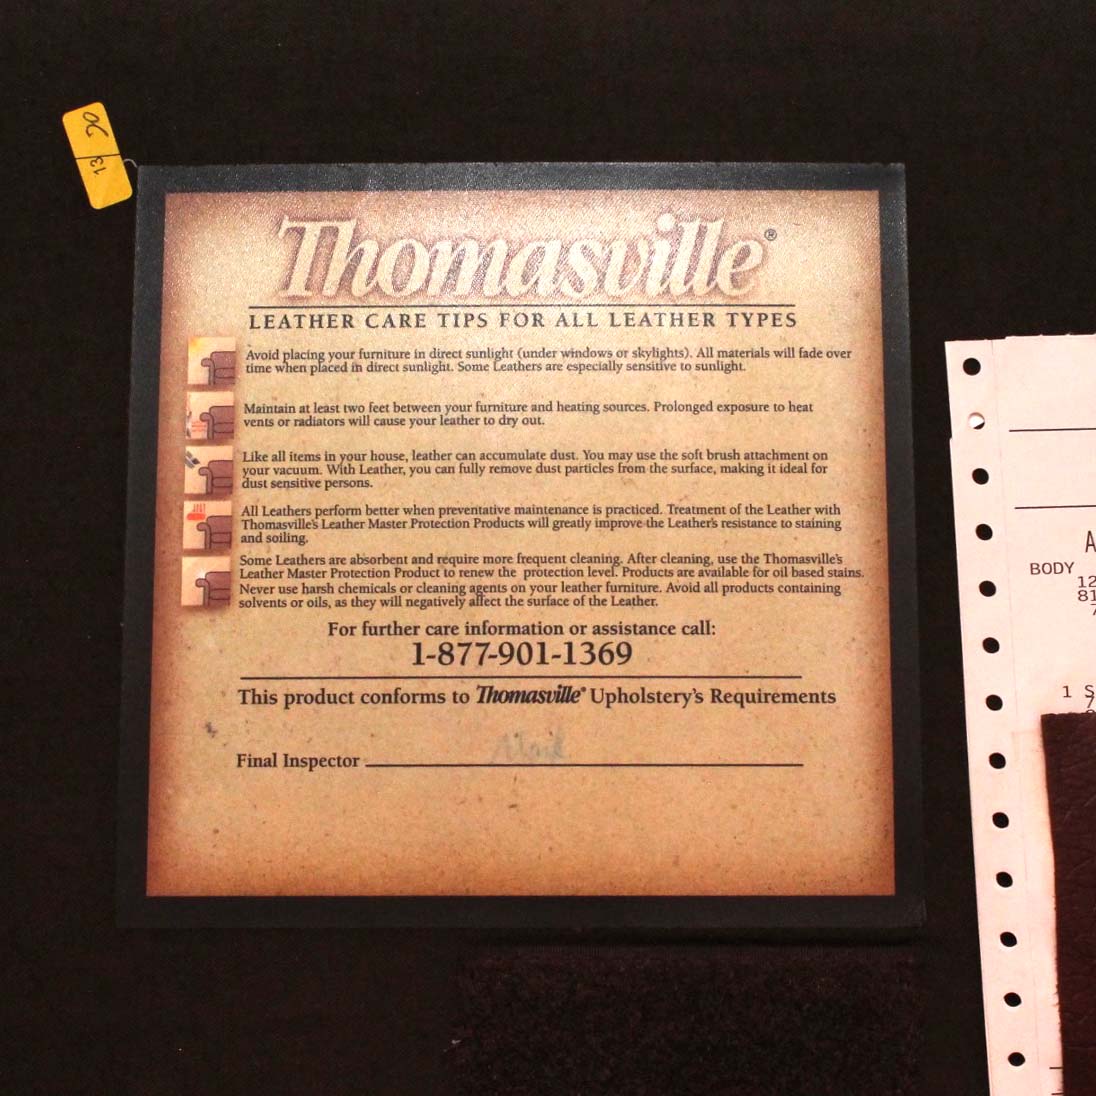 20
13
Thomasville®
LEATHER CARE TIPS FOR ALL LEATHER TYPES
Avoid placing your furniture in direct sunlight (under windows or skylights). All materials will fade over
time when placed in direct sunlight. Some Leathers are especially sensitive to sunlight.
Maintain at least two feet between your furniture and heating sources. Prolonged exposure to heat
vents or radiators will cause your leather to dry out.
Like all items in your house, leather can accumulate dust. You may use the soft brush attachment on
your vacuum. With Leather, you can fully remove dust particles from the surface, making it ideal for
dust sensitive persons.
All Leathers perform better when preventative maintenance is practiced. Treatment of the Leather with
Thomasville's Leather Master Protection Products will greatly improve the Leather's resistance to staining
and soiling.
Some Leathers are absorbent and require more frequent cleaning. After cleaning, use the Thomasville's
Leather Master Protection Product to renew the protection level. Products are available for oil based stains.
Never use harsh chemicals or cleaning agents on your leather furniture. Avoid all products containing
solvents or oils, as they will negatively affect the surface of the Leather.
For further care information or assistance call:
1-877-901-1369
This product conforms to Thomasville® Upholstery's Requirements
Final Inspector
A
BODY
12
81
7
1 S
7